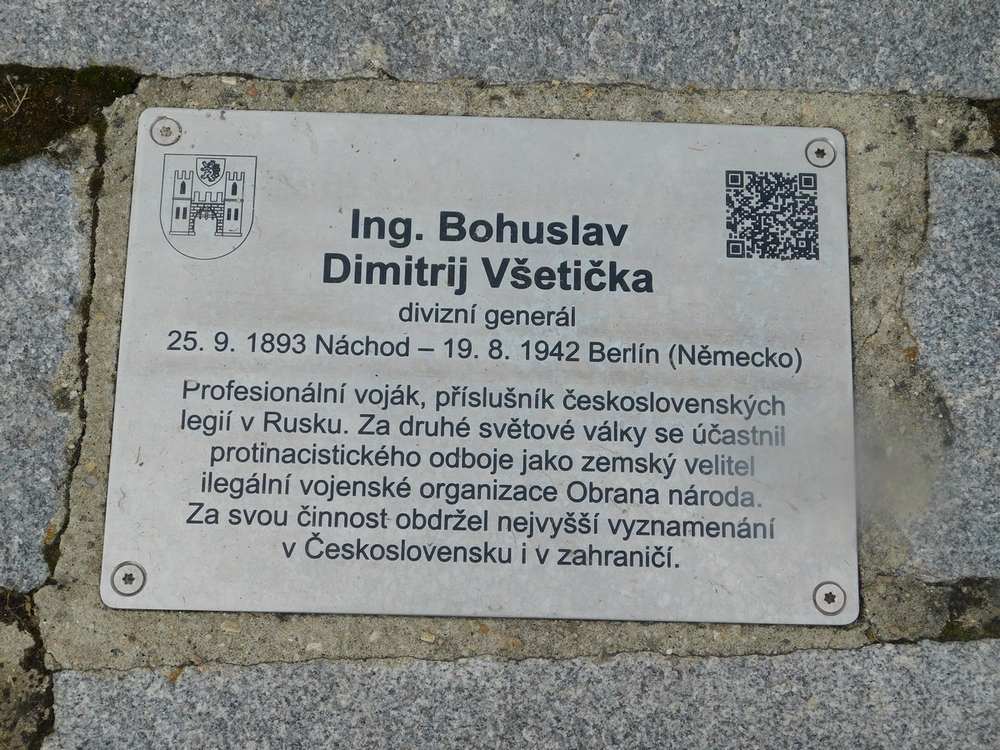 Ing. Bohuslav
Dimitrij Všetička
divizní generál
25. 9. 1893 Náchod – 19. 8. 1942 Berlín (Německo)
Profesionální voják, příslušník československých
legií v Rusku. Za druhé světové války se účastnil
protinacistického odboje jako zemský velitel
ilegální vojenské organizace Obrana národa.
Za svou činnost obdržel nejvyšší vyznamenání
v Československu i v zahraničí.